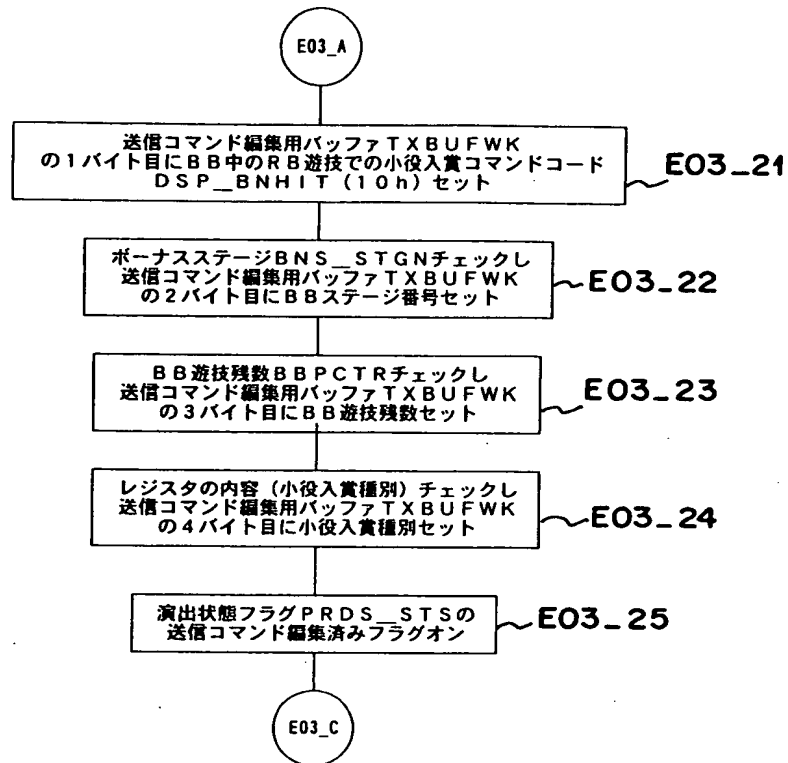 E03_A
送信コマンド編集用バッファTXBUFWK
の1バイト目にBB中のRB遊技での小役入賞コマンドコード
DSP__BNHIT(10h)セット
E03_21
ボーナスステージBNS__STGNチェックし
送信コマンド編集用バッファTXBUFWK
の2バイト目にBBステージ番号セット
E03_22
BB遊技残数BBPCTRチェックし
送信コマンド編集用バッファTXBUFWK
の3バイト目にBB遊技残数セット
E03_23
レジスタの内容(小役入賞種別)チェックし
送信コマンド編集用バッファTXBUFWK
の4バイト目に小役入賞種別セット
E03_24
演出状態フラグPRDS__STSの
送信コマンド編集済みフラグオン
E03_25
E03_C